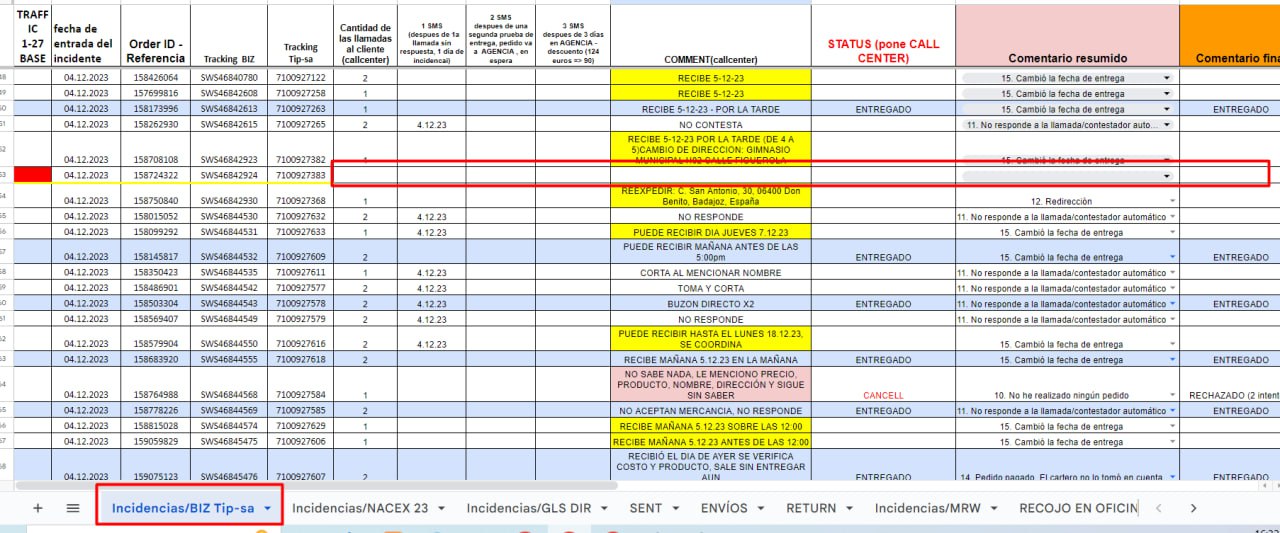 TRAFF IC 1-27 BASE | fecha de entrada del incidente | Order ID - Referencia | Tracking BIZ | Tracking Tip-sa | Cantidad de las llamadas al cliente (callcenter) | 1 SMS (despues de 1a llamada sin respuesta, 1 día de incidencai) | 2 SMS despues de una segunda prueba de entrega, pedido va a AGENCIA , en espera | 3 SMS despues de 3 días en AGENCIA - descuento (124 euros => 90) | COMMENT(callcenter) | STATUS (pone CALL CENTER) | Comentario resumido | Comentario fina
04.12.2023 158426064 SWS46840780 7100927122 2 RECIBE 5-12-23 15. Cambió la fecha de entrega
04.12.2023 157699816 SWS46842608 7100927258 1 RECIBE 5-12-23 15. Cambió la fecha de entrega
04.12.2023 158173996 SWS46842613 7100927263 1 RECIBE 5-12-23 - POR LA TARDE ENTREGADO 15. Cambió la fecha de entrega ENTREGADO
04.12.2023 158262930 SWS46842615 7100927265 2 4.12.23 NO CONTESTA 11. No responde a la llamada/contestador auto...
04.12.2023 158708108 SWS46842923 7100927382 1 RECIBE 5-12-23 POR LA TARDE (DE 4 A 5)CAMBIO DE DIRECCION: GIMNASIO MUNICIPAL H02 CALLE FIGUEROLA 15. Cambió la fecha de entrega
04.12.2023 158724322 SWS46842924 7100927383
04.12.2023 158750840 SWS46842930 7100927368 1 REEXPEDIR: C. San Antonio, 30, 06400 Don Benito, Badajoz, España 12. Redirección
04.12.2023 158015052 SWS46844530 7100927632 2 4.12.23 NO RESPONDE 11. No responde a la llamada/contestador automático
04.12.2023 158099292 SWS46844531 7100927633 1 4.12.23 PUEDE RECIBIR DIA JUEVES 7.12.23 15. Cambió la fecha de entrega
04.12.2023 158145817 SWS46844532 7100927609 2 PUEDE RECIBIR MAÑANA ANTES DE LAS 5:00pm ENTREGADO 15. Cambió la fecha de entrega ENTREGADO
04.12.2023 158350423 SWS46844535 7100927611 1 4.12.23 CORTA AL MENCIONAR NOMBRE 11. No responde a la llamada/contestador automático
04.12.2023 158486901 SWS46844542 7100927577 2 4.12.23 TOMA Y CORTA 11. No responde a la llamada/contestador automático
04.12.2023 158503304 SWS46844543 7100927578 2 4.12.23 BUZON DIRECTO X2 ENTREGADO 11. No responde a la llamada/contestador automático ENTREGADO
04.12.2023 158569407 SWS46844549 7100927579 2 4.12.23 NO RESPONDE 11. No responde a la llamada/contestador automático
04.12.2023 158579904 SWS46844550 7100927616 2 4.12.23 PUEDE RECIBIR HASTA EL LUNES 18.12.23, SE COORDINA 15. Cambió la fecha de entrega
04.12.2023 158683920 SWS46844555 7100927618 2 RECIBE MAÑANA 5.12.23 EN LA MAÑANA ENTREGADO 15. Cambió la fecha de entrega ENTREGADO
04.12.2023 158764988 SWS46844568 7100927584 1 NO SABE NADA, LE MENCIONO PRECIO, PRODUCTO, NOMBRE, DIRECCIÓN Y SIGUE SIN SABER CANCELL 10. No he realizado ningún pedido RECHAZADO (2 intent
04.12.2023 158778226 SWS46844569 7100927585 2 NO ACEPTAN MERCANCIA, NO RESPONDE ENTREGADO 11. No responde a la llamada/contestador automático ENTREGADO
04.12.2023 158815028 SWS46844574 7100927629 1 RECIBE MAÑANA 5.12.23 SOBRE LAS 12:00 15. Cambió la fecha de entrega
04.12.2023 159059829 SWS46845475 7100927606 1 RECIBE MAÑANA 5.12.23 ANTES DE LAS 12:00 15. Cambió la fecha de entrega
04.12.2023 159075123 SWS46845476 7100927607 2 RECIBIÓ EL DIA DE AYER SE VERIFICA COSTO Y PRODUCTO, SALE SIN ENTREGAR AUN ENTREGADO 14. Pedido pagado. El cartero no lo tomó en cuenta ENTREGADO
Incidencias/BIZ Tip-sa Incidencias/NACEX 23 Incidencias/GLS DIR SENT ENVÍOS RETURN Incidencias/MRW RECOJO EN OFICIN